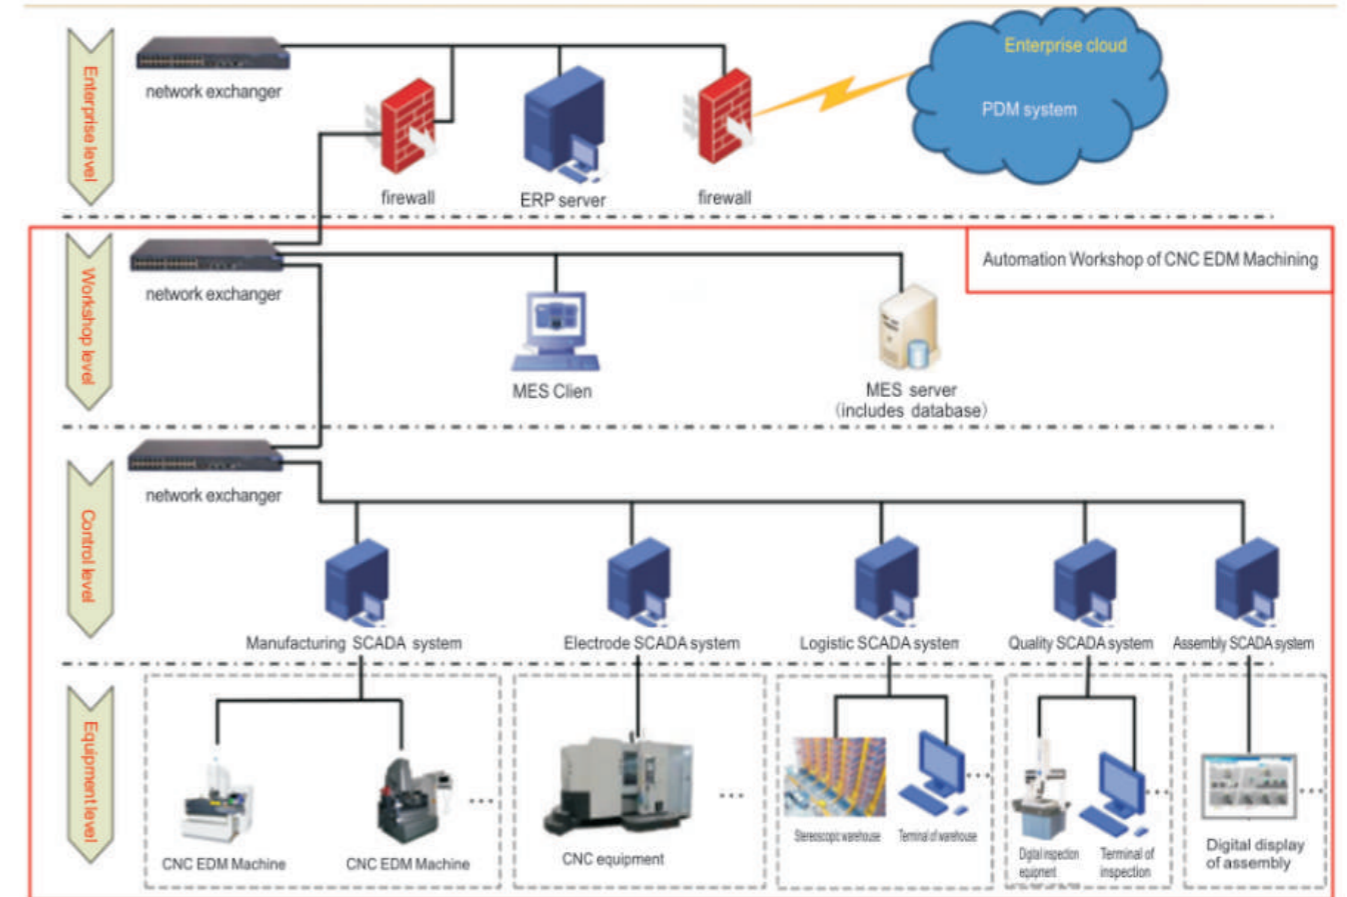 Enterprise level
network exchanger
firewall
ERP server
firewall
Enterprise cloud
PDM system
Workshop level
network exchanger
Automation Workshop of CNC EDM Machining
MES Clien
MES server
(includes database)
Control level
network exchanger
Manufacturing SCADA system
Electrode SCADA system
Logistic SCADA system
Quality SCADA system
Assembly SCADA system
Equipment level
CNC EDM Machine
CNC EDM Machine
...
CNC equipment
...
Stereoscopic warehouse
Terminal of warehouse
...
Digital inspection
equipment
Terminal of
inspection
...
Digital display
of assembly
...